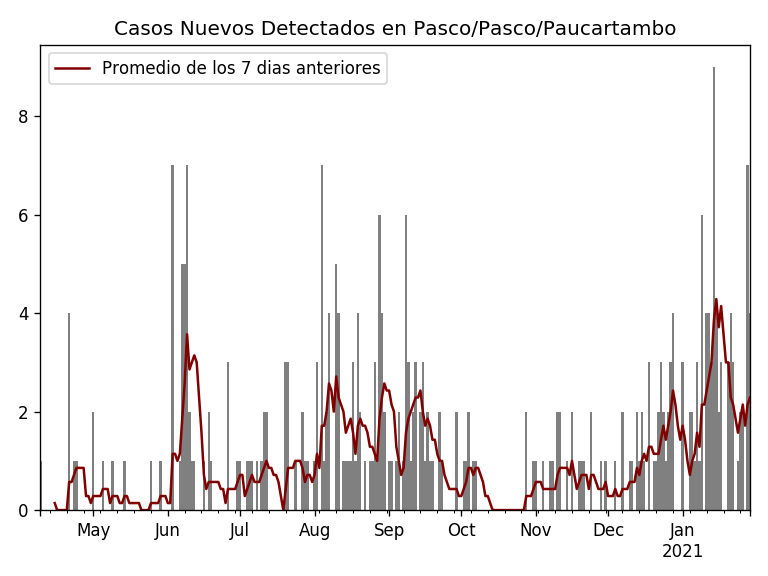 Casos Nuevos Detectados en Pasco/Pasco/Paucartambo
Promedio de los 7 dias anteriores
8
6
4
2
0
May Jun Jul Aug Sep Oct Nov Dec Jan
2021